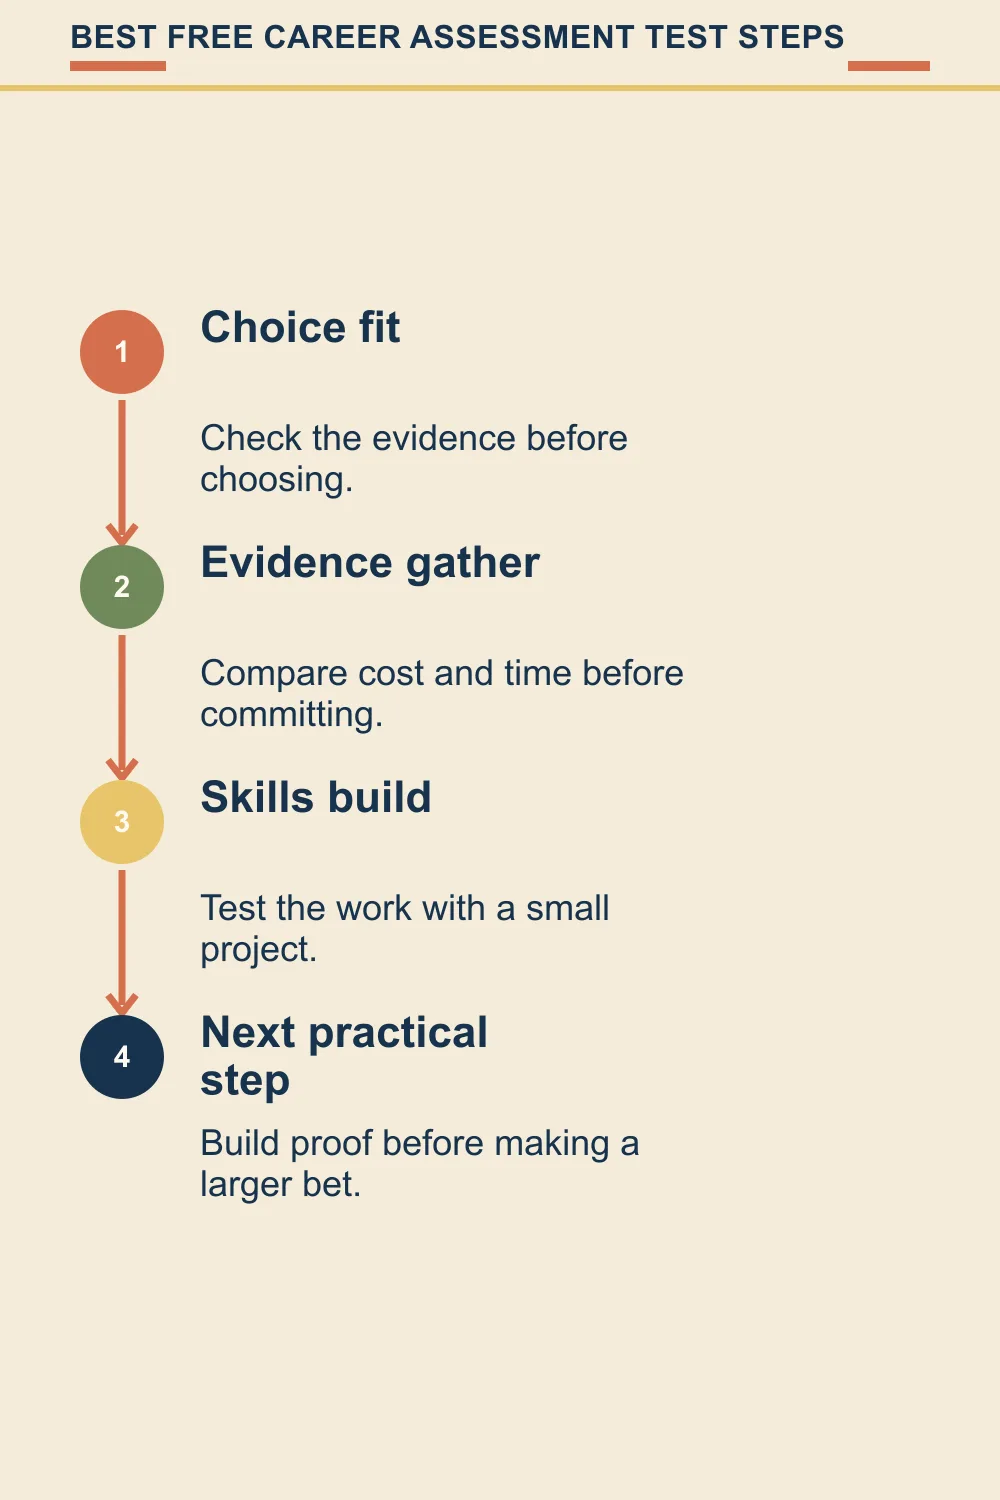 BEST FREE CAREER ASSESSMENT TEST STEPS
1
Choice fit
Check the evidence before
choosing.
2
Evidence gather
Compare cost and time before
committing.
3
Skills build
Test the work with a small
project.
4
Next practical
step
Build proof before making a
larger bet.